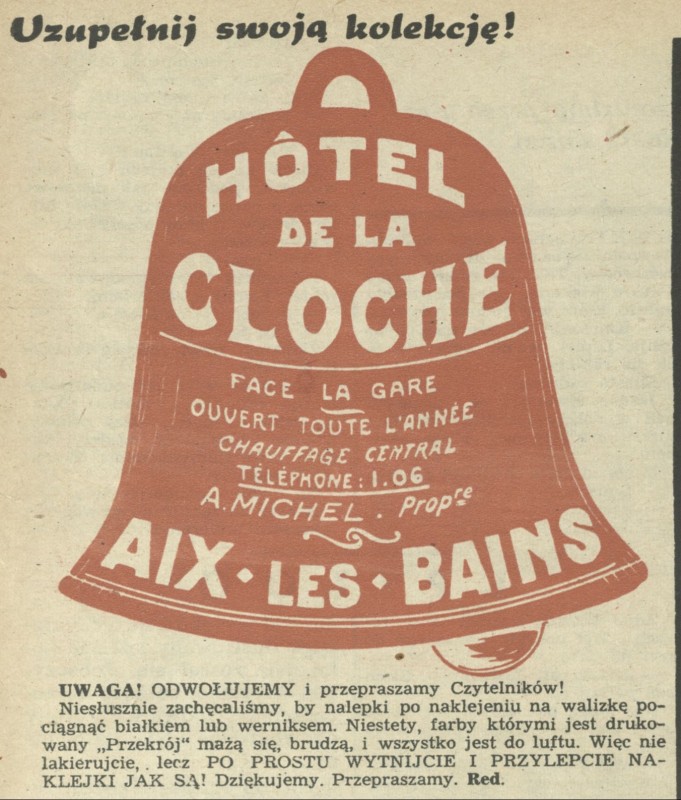 Uzupełnij swoją kolekcję!
HÔTEL
DE LA
CLOCHE
FACE LA GARE
OUVERT TOUTE L'ANNÉE
CHAUFFAGE CENTRAL
TÉLÉPHONE: 1.06
A. MICHEL. Propre
AIX • LES • BAINS
UWAGA! ODWOŁUJEMY i przepraszamy Czytelników!
Niesłusznie zachęcaliśmy, by nalepki po naklejeniu na walizkę po-
ciągnąć białkiem lub werniksem. Niestety, farby którymi jest druko-
wany „Przekrój” mażą się, brudzą, i wszystko jest do luftu. Więc nie
lakierujcie, lecz PO PROSTU WYTNIJCIE I PRZYLEPCIE NA-
KLEJKI JAK SĄ! Dziękujemy. Przepraszamy. Red.